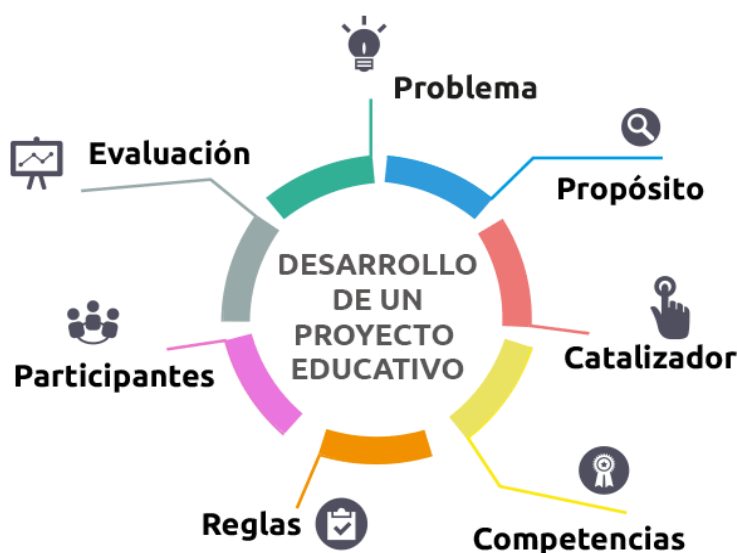 Problema
Propósito
Catalizador
Competencias
Reglas
Participantes
Evaluación
DESARROLLO
DE UN
PROYECTO
EDUCATIVO